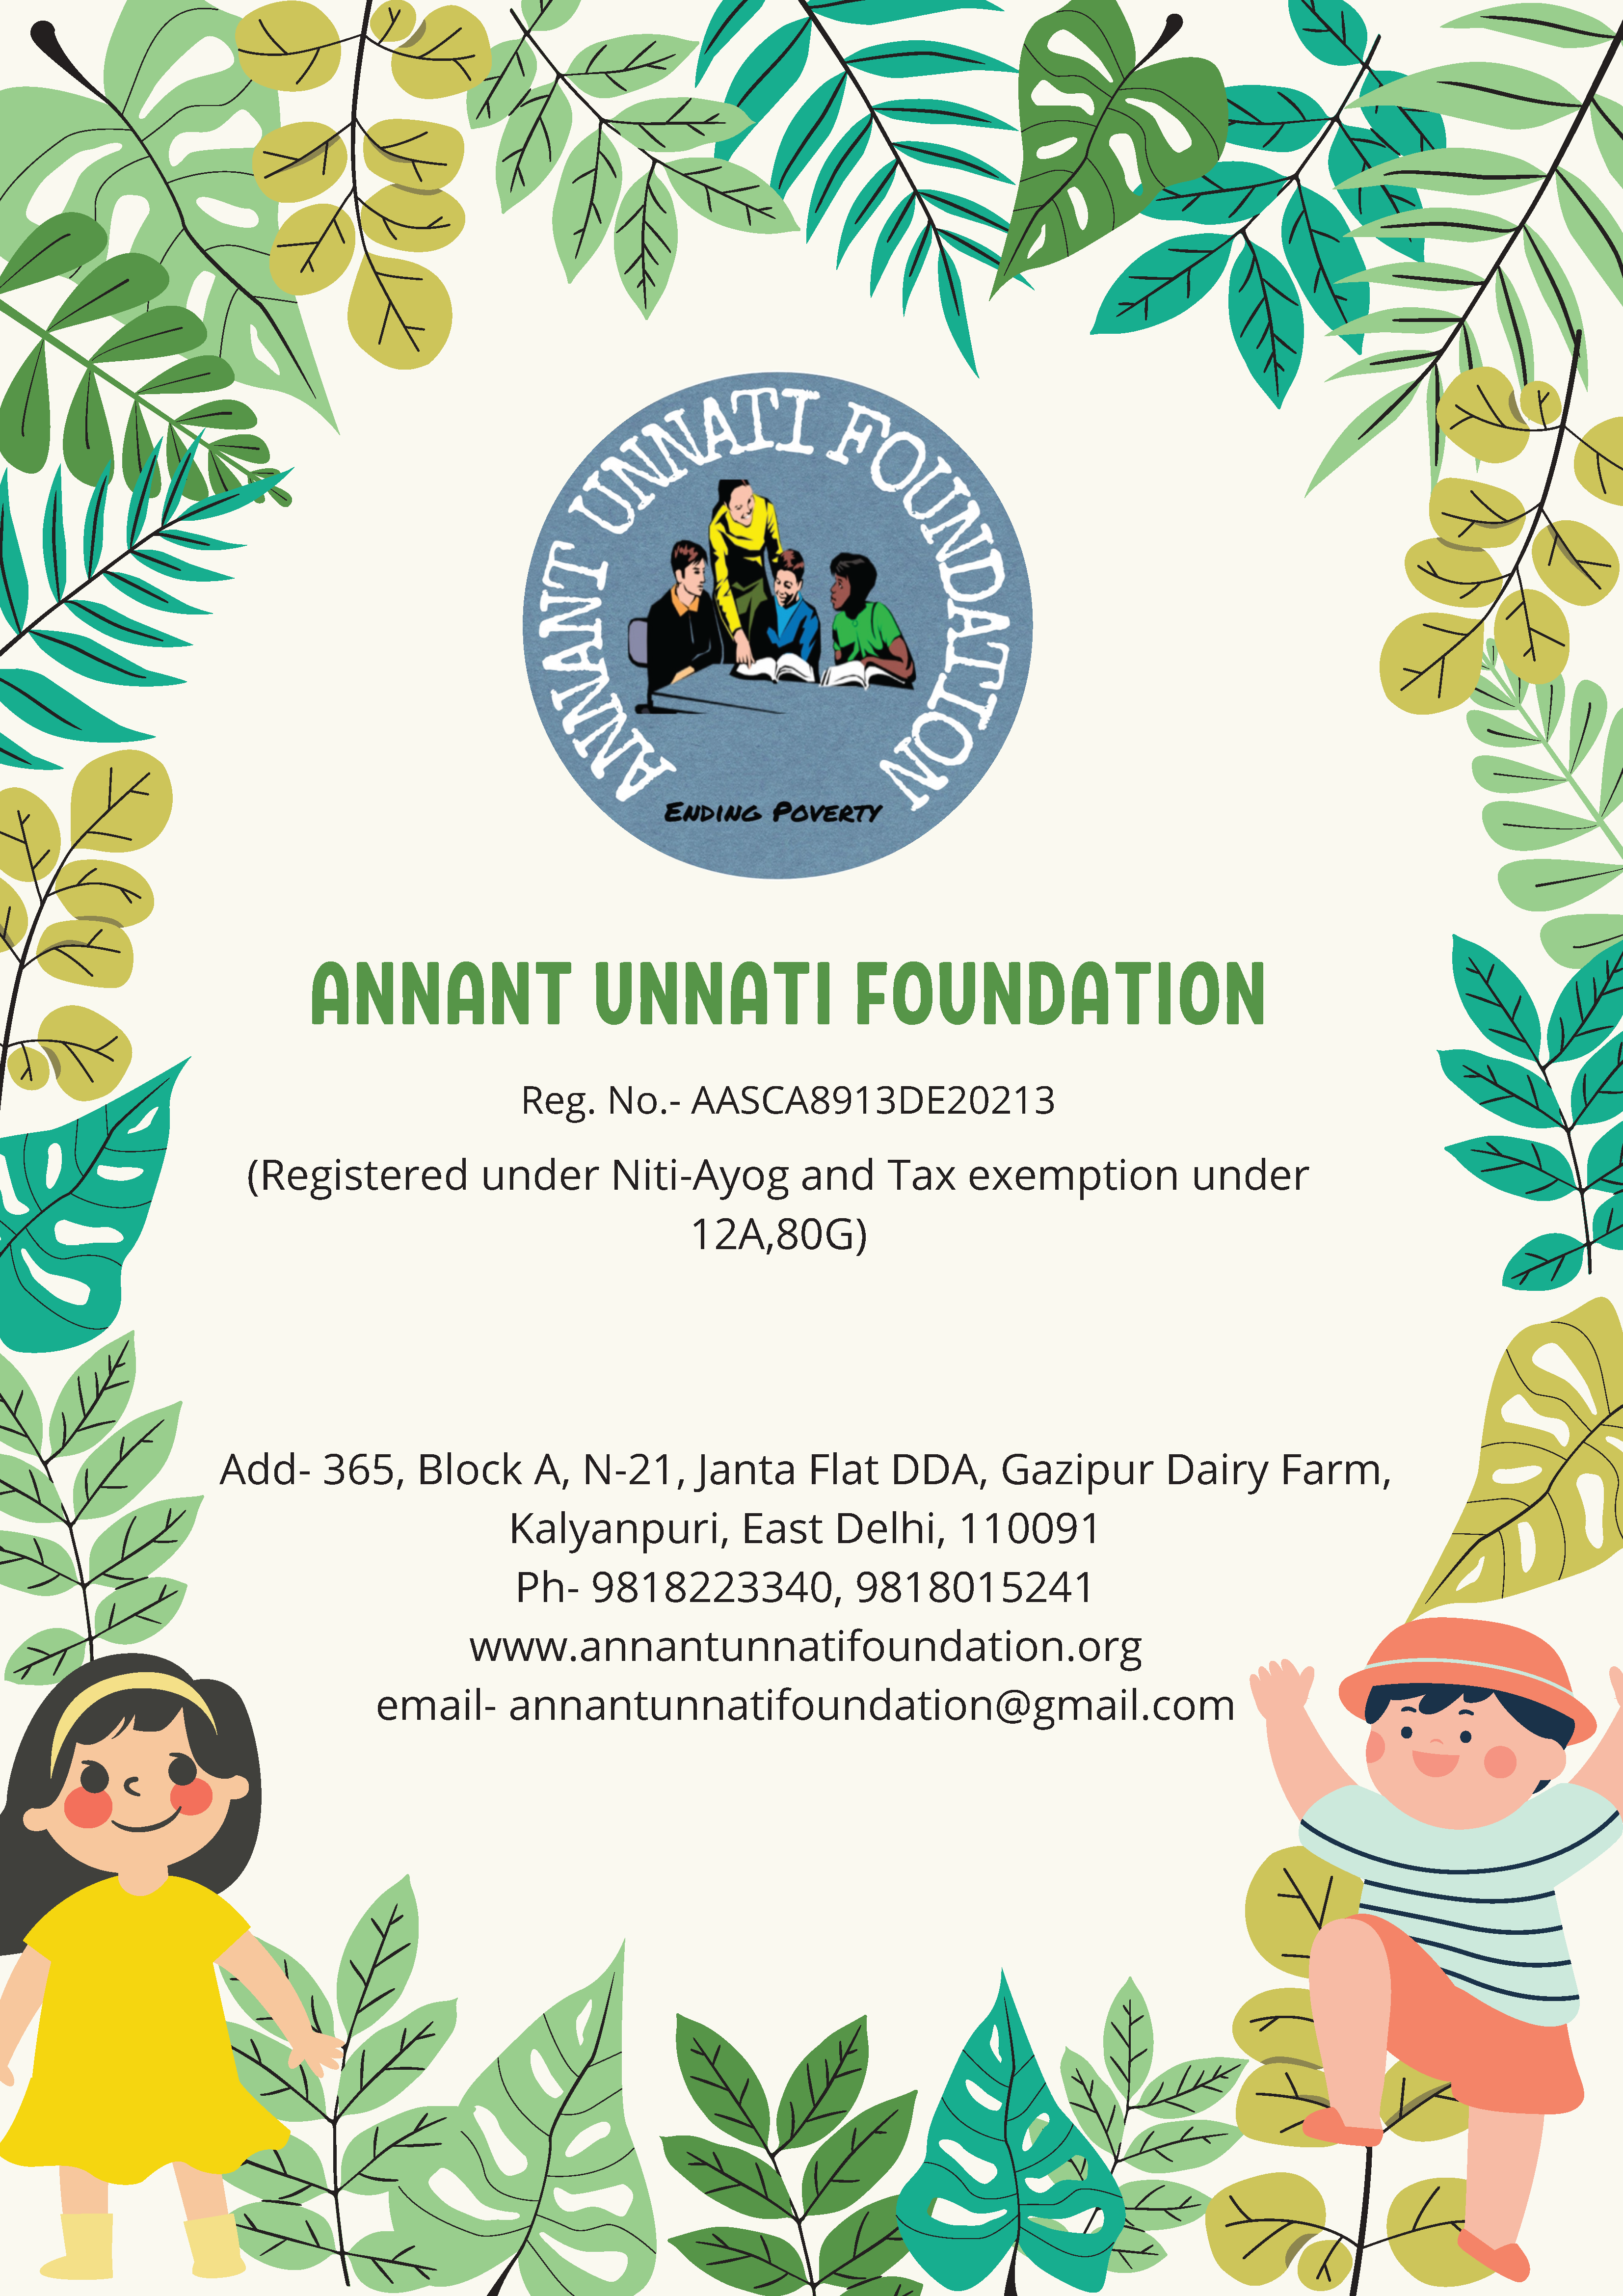 ANNANT UNNATI FOUNDATION
ENDING POVERTY
ANNANT UNNATI FOUNDATION
Reg. No.- AASCA8913DE20213
(Registered under Niti-Ayog and Tax exemption under
12A,80G)
Add- 365, Block A, N-21, Janta Flat DDA, Gazipur Dairy Farm,
Kalyanpuri, East Delhi, 110091
Ph- 9818223340, 9818015241
www.annantunnatifoundation.org
email- annantunnatifoundation@gmail.com